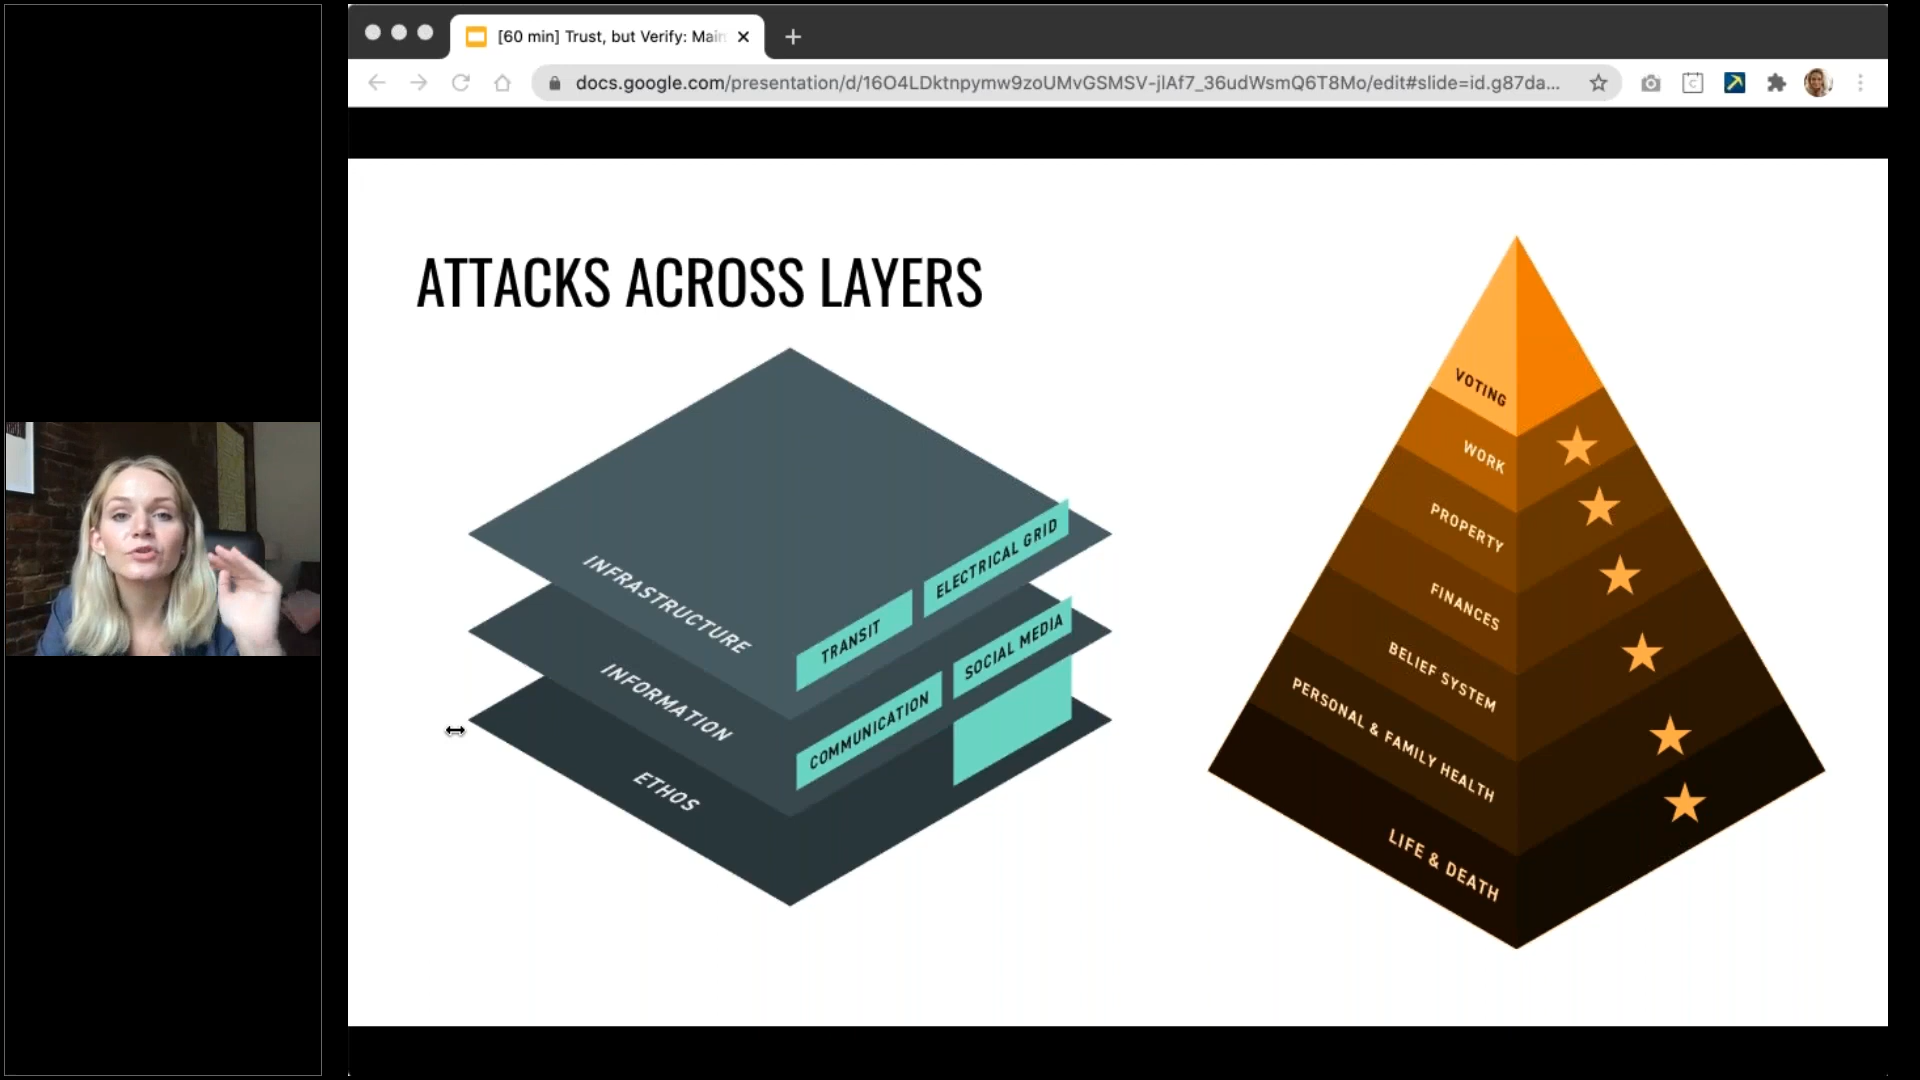 [60 min] Trust, but Verify: Main
docs.google.com/presentation/d/16O4LDktnpymw9zoUMvGSMSV-jlAf7_36udWsmQ6T8Mo/edit#slide=id.g87da...
ATTACKS ACROSS LAYERS
INFRASTRUCTURE
TRANSIT
ELECTRICAL GRID
INFORMATION
COMMUNICATION
SOCIAL MEDIA
ETHOS
VOTING
WORK
PROPERTY
FINANCES
BELIEF SYSTEM
PERSONAL & FAMILY HEALTH
LIFE & DEATH